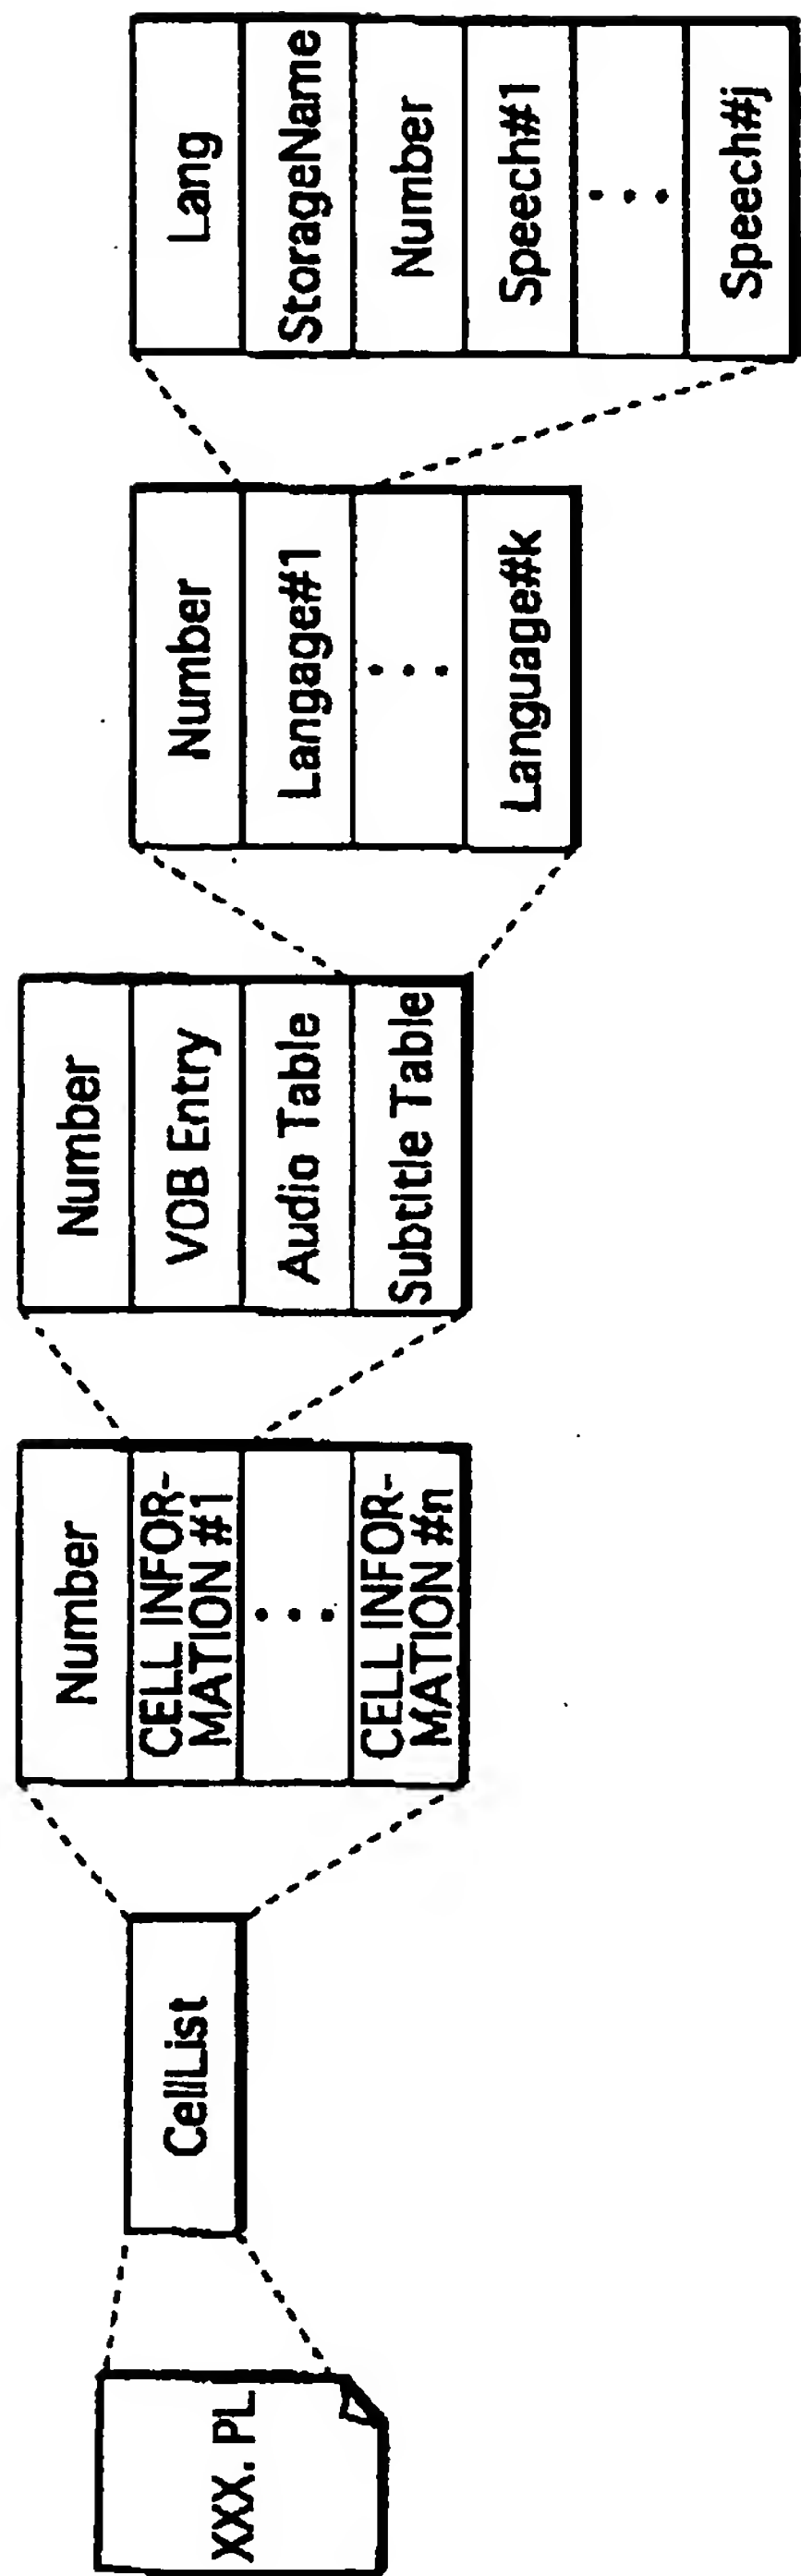 XXX. PL
CellList
Number
CELL INFOR-
MATION #1
• • •
CELL INFOR-
MATION #n
Number
VOB Entry
Audio Table
Subtitle Table
Number
Langage#1
• • •
Language#k
Lang
StorageName
Number
Speech#1
• • •
Speech#j